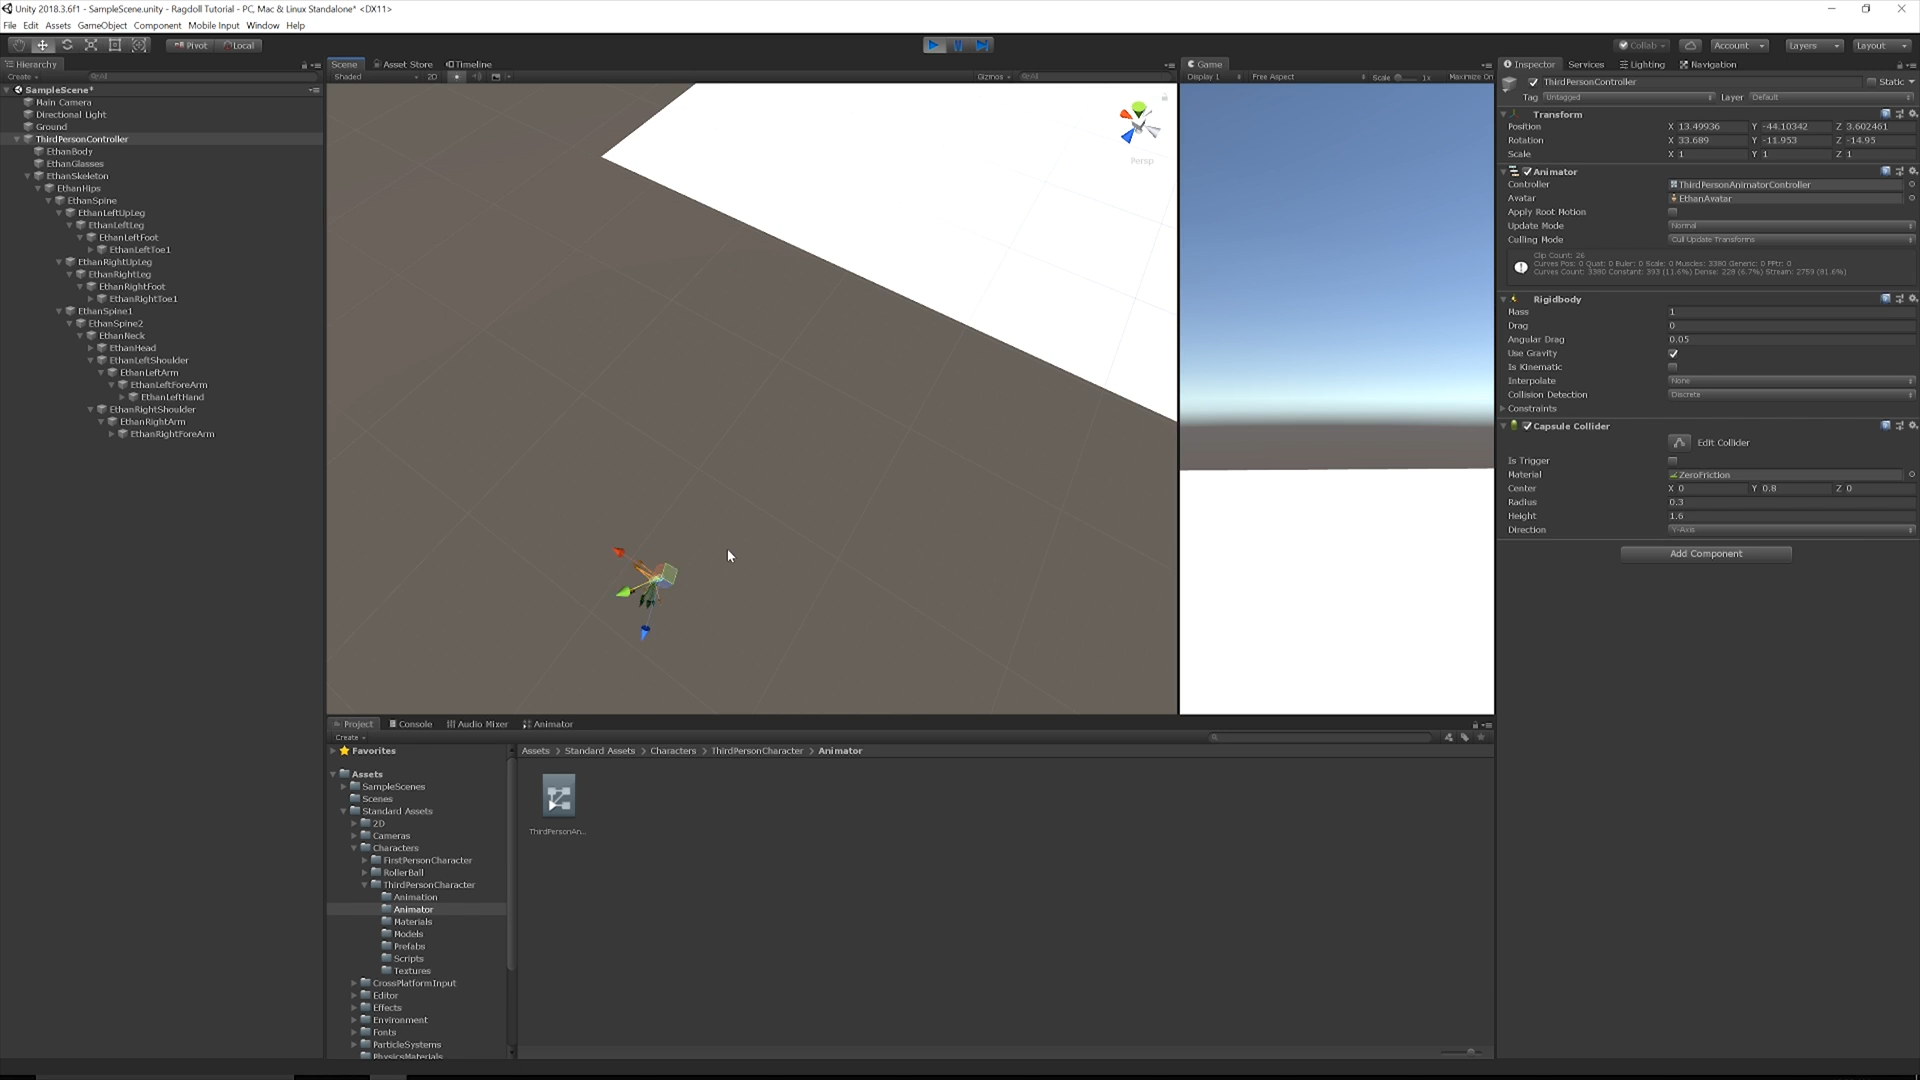 Unity 2018.3.6f1 - SampleScene.unity - Ragdoll Tutorial - PC, Mac & Linux Standalone* <DX11>
File Edit Assets GameObject Component Mobile Input Window Help
Pivot Local Collab Account Layers Layout
Hierarchy
Create
SampleScene*
Main Camera
Directional Light
Ground
ThirdPersonController
EthanBody
EthanGlasses
EthanSkeleton
EthanHips
EthanSpine
EthanLeftUpLeg
EthanLeftLeg
EthanLeftFoot
EthanLeftToe1
EthanRightUpLeg
EthanRightLeg
EthanRightFoot
EthanRightToe1
EthanSpine1
EthanSpine2
EthanNeck
EthanHead
EthanLeftShoulder
EthanLeftArm
EthanLeftForeArm
EthanLeftHand
EthanRightShoulder
EthanRightArm
EthanRightForeArm
Scene Asset Store Timeline
Shaded 2D Gizmos
Persp
Game
Display 1 Free Aspect Scale 1x Maximize On
Inspector Services Lighting Navigation
ThirdPersonController Static
Tag Untagged Layer Default
Transform
Position X 13.49936 Y -44.10342 Z 3.602461
Rotation X 33.689 Y -11.953 Z -14.95
Scale X 1 Y 1 Z 1
Animator
Controller ThirdPersonAnimatorController
Avatar EthanAvatar
Apply Root Motion
Update Mode Normal
Culling Mode Cull Update Transforms
Clip Count: 26
Curves Pos: 0 Quat: 0 Euler: 0 Scale: 0 Muscles: 3380 Generic: 0 PPtr: 0
Curves Count: 3380 Constant: 393 (11.6%) Dense: 228 (6.7%) Stream: 2759 (81.6%)
Rigidbody
Mass 1
Drag 0
Angular Drag 0.05
Use Gravity
Is Kinematic
Interpolate None
Collision Detection Discrete
Constraints
Capsule Collider
Edit Collider
Is Trigger
Material ZeroFriction
Center X 0 Y 0.8 Z 0
Radius 0.3
Height 1.6
Direction Y-Axis
Add Component
Project Console Audio Mixer Animator
Create
Favorites
Assets
SampleScenes
Scenes
Standard Assets
2D
Cameras
Characters
FirstPersonCharacter
RollerBall
ThirdPersonCharacter
Animation
Animator
Materials
Models
Prefabs
Scripts
Textures
CrossPlatformInput
Editor
Effects
Environment
Fonts
ParticleSystems
PhysicsMaterials
Assets > Standard Assets > Characters > ThirdPersonCharacter > Animator
ThirdPersonAn...